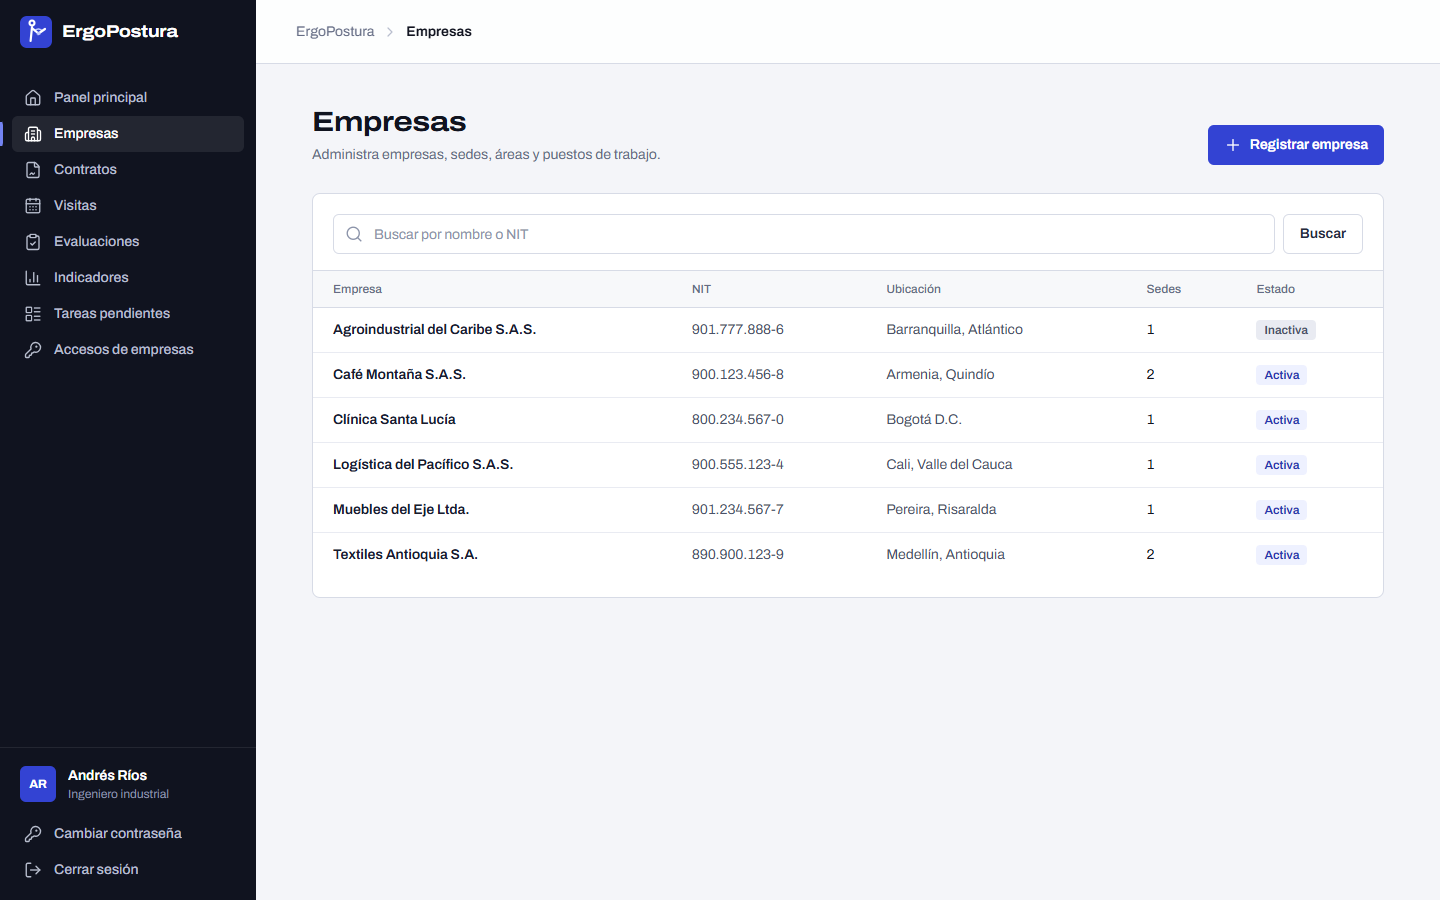 ErgoPostura
Panel principal
Empresas
Contratos
Visitas
Evaluaciones
Indicadores
Tareas pendientes
Accesos de empresas
AR
Andrés Ríos
Ingeniero industrial
Cambiar contraseña
Cerrar sesión
ErgoPostura > Empresas
Empresas
Administra empresas, sedes, áreas y puestos de trabajo.
Registrar empresa
Buscar por nombre o NIT
Buscar
Empresa NIT Ubicación Sedes Estado
Agroindustrial del Caribe S.A.S. 901.777.888-6 Barranquilla, Atlántico 1 Inactiva
Café Montaña S.A.S. 900.123.456-8 Armenia, Quindío 2 Activa
Clínica Santa Lucía 800.234.567-0 Bogotá D.C. 1 Activa
Logística del Pacífico S.A.S. 900.555.123-4 Cali, Valle del Cauca 1 Activa
Muebles del Eje Ltda. 901.234.567-7 Pereira, Risaralda 1 Activa
Textiles Antioquia S.A. 890.900.123-9 Medellín, Antioquia 2 Activa